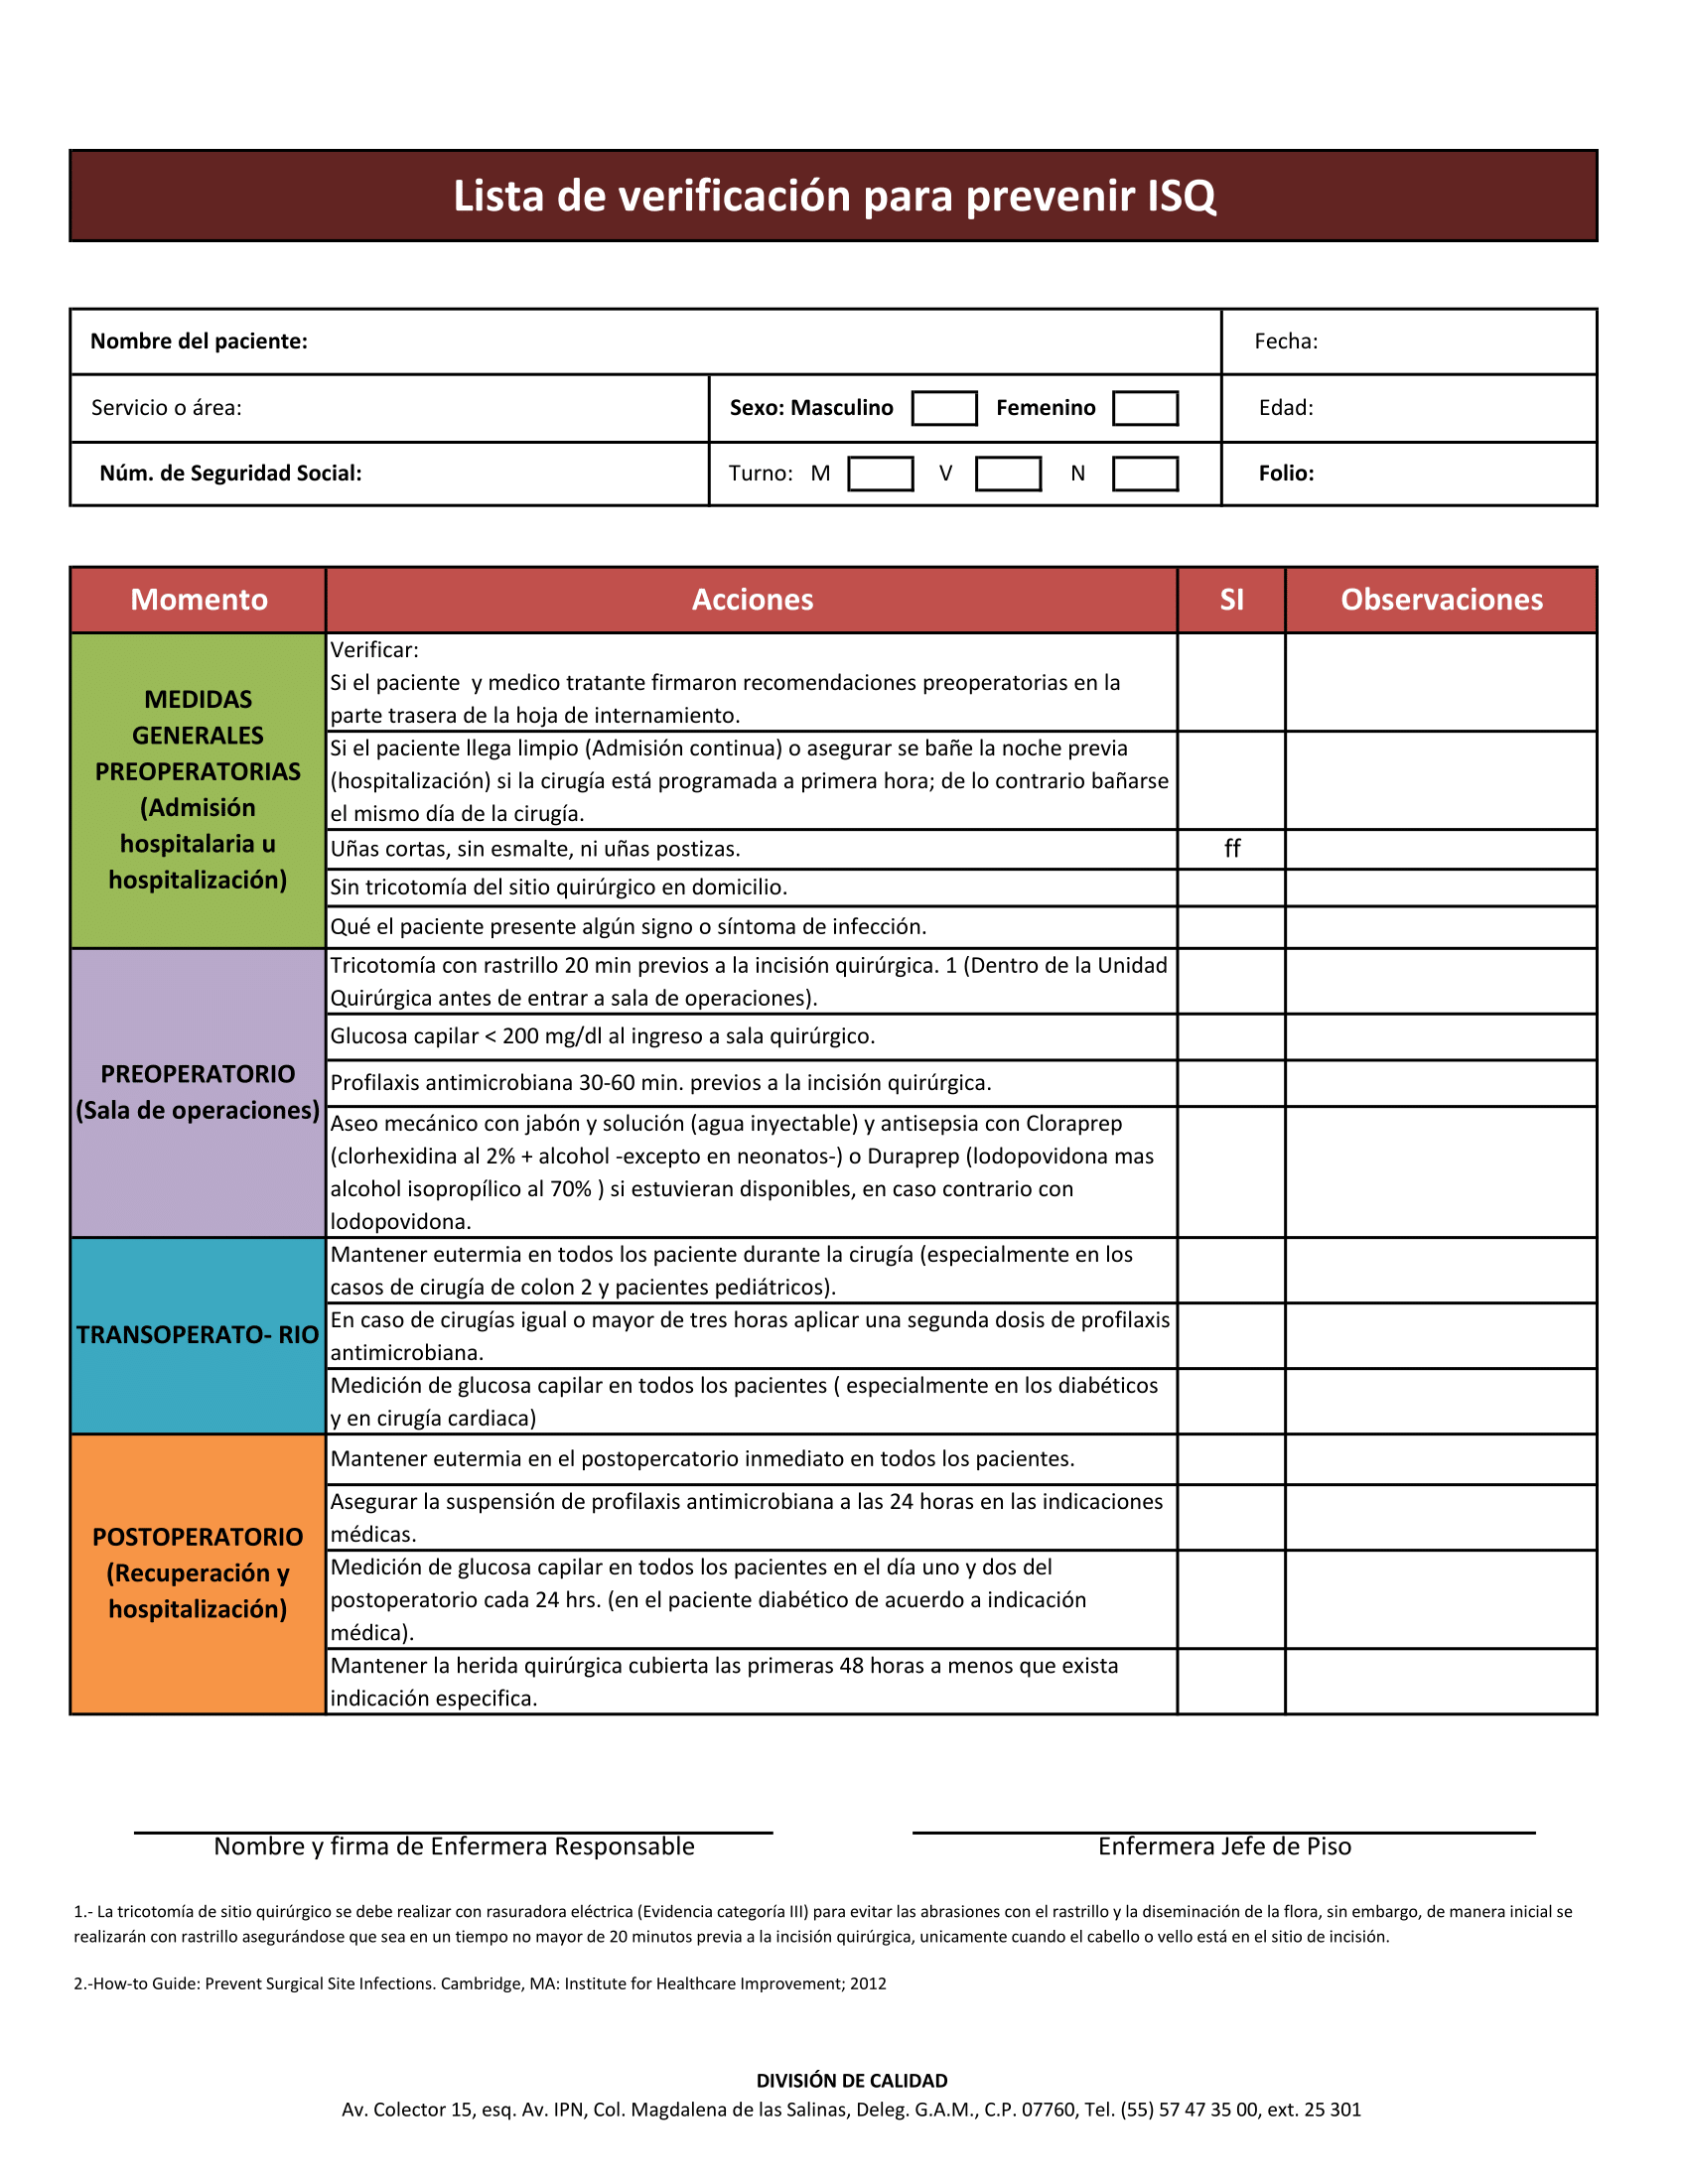 Lista de verificación para prevenir ISQ
Nombre del paciente:
Fecha:
Servicio o área:
Sexo: Masculino
Femenino
Edad:
Núm. de Seguridad Social:
Turno: M
V
N
Folio:
Momento
Acciones
SI
Observaciones
MEDIDAS
GENERALES
PREOPERATORIAS
(Admisión
hospitalaria u
hospitalización)
Verificar:
Si el paciente  y medico tratante firmaron recomendaciones preoperatorias en la
parte trasera de la hoja de internamiento.
Si el paciente llega limpio (Admisión continua) o asegurar se bañe la noche previa
(hospitalización) si la cirugía está programada a primera hora; de lo contrario bañarse
el mismo día de la cirugía.
Uñas cortas, sin esmalte, ni uñas postizas.
ff
Sin tricotomía del sitio quirúrgico en domicilio.
Qué el paciente presente algún signo o síntoma de infección.
PREOPERATORIO
(Sala de operaciones)
Tricotomía con rastrillo 20 min previos a la incisión quirúrgica. 1 (Dentro de la Unidad
Quirúrgica antes de entrar a sala de operaciones).
Glucosa capilar < 200 mg/dl al ingreso a sala quirúrgico.
Profilaxis antimicrobiana 30-60 min. previos a la incisión quirúrgica.
Aseo mecánico con jabón y solución (agua inyectable) y antisepsia con Cloraprep
(clorhexidina al 2% + alcohol -excepto en neonatos-) o Duraprep (lodopovidona mas
alcohol isopropílico al 70% ) si estuvieran disponibles, en caso contrario con
lodopovidona.
TRANSOPERATO- RIO
Mantener eutermia en todos los paciente durante la cirugía (especialmente en los
casos de cirugía de colon 2 y pacientes pediátricos).
En caso de cirugías igual o mayor de tres horas aplicar una segunda dosis de profilaxis
antimicrobiana.
Medición de glucosa capilar en todos los pacientes ( especialmente en los diabéticos
y en cirugía cardiaca)
POSTOPERATORIO
(Recuperación y
hospitalización)
Mantener eutermia en el postopercatorio inmediato en todos los pacientes.
Asegurar la suspensión de profilaxis antimicrobiana a las 24 horas en las indicaciones
médicas.
Medición de glucosa capilar en todos los pacientes en el día uno y dos del
postoperatorio cada 24 hrs. (en el paciente diabético de acuerdo a indicación
médica).
Mantener la herida quirúrgica cubierta las primeras 48 horas a menos que exista
indicación especifica.
Nombre y firma de Enfermera Responsable
Enfermera Jefe de Piso
1.- La tricotomía de sitio quirúrgico se debe realizar con rasuradora eléctrica (Evidencia categoría III) para evitar las abrasiones con el rastrillo y la diseminación de la flora, sin embargo, de manera inicial se
realizarán con rastrillo asegurándose que sea en un tiempo no mayor de 20 minutos previa a la incisión quirúrgica, unicamente cuando el cabello o vello está en el sitio de incisión.
2.-How-to Guide: Prevent Surgical Site Infections. Cambridge, MA: Institute for Healthcare Improvement; 2012
DIVISIÓN DE CALIDAD
Av. Colector 15, esq. Av. IPN, Col. Magdalena de las Salinas, Deleg. G.A.M., C.P. 07760, Tel. (55) 57 47 35 00, ext. 25 301